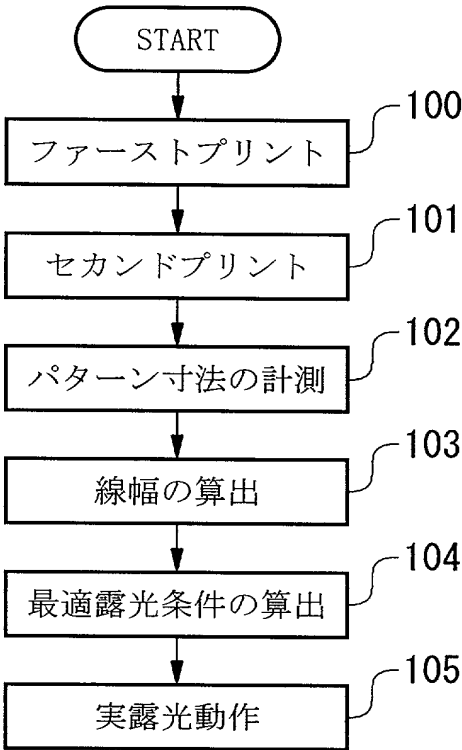 START
ファーストプリント
100
セカンドプリント
101
パターン寸法の計測
102
線幅の算出
103
最適露光条件の算出
104
実露光動作
105